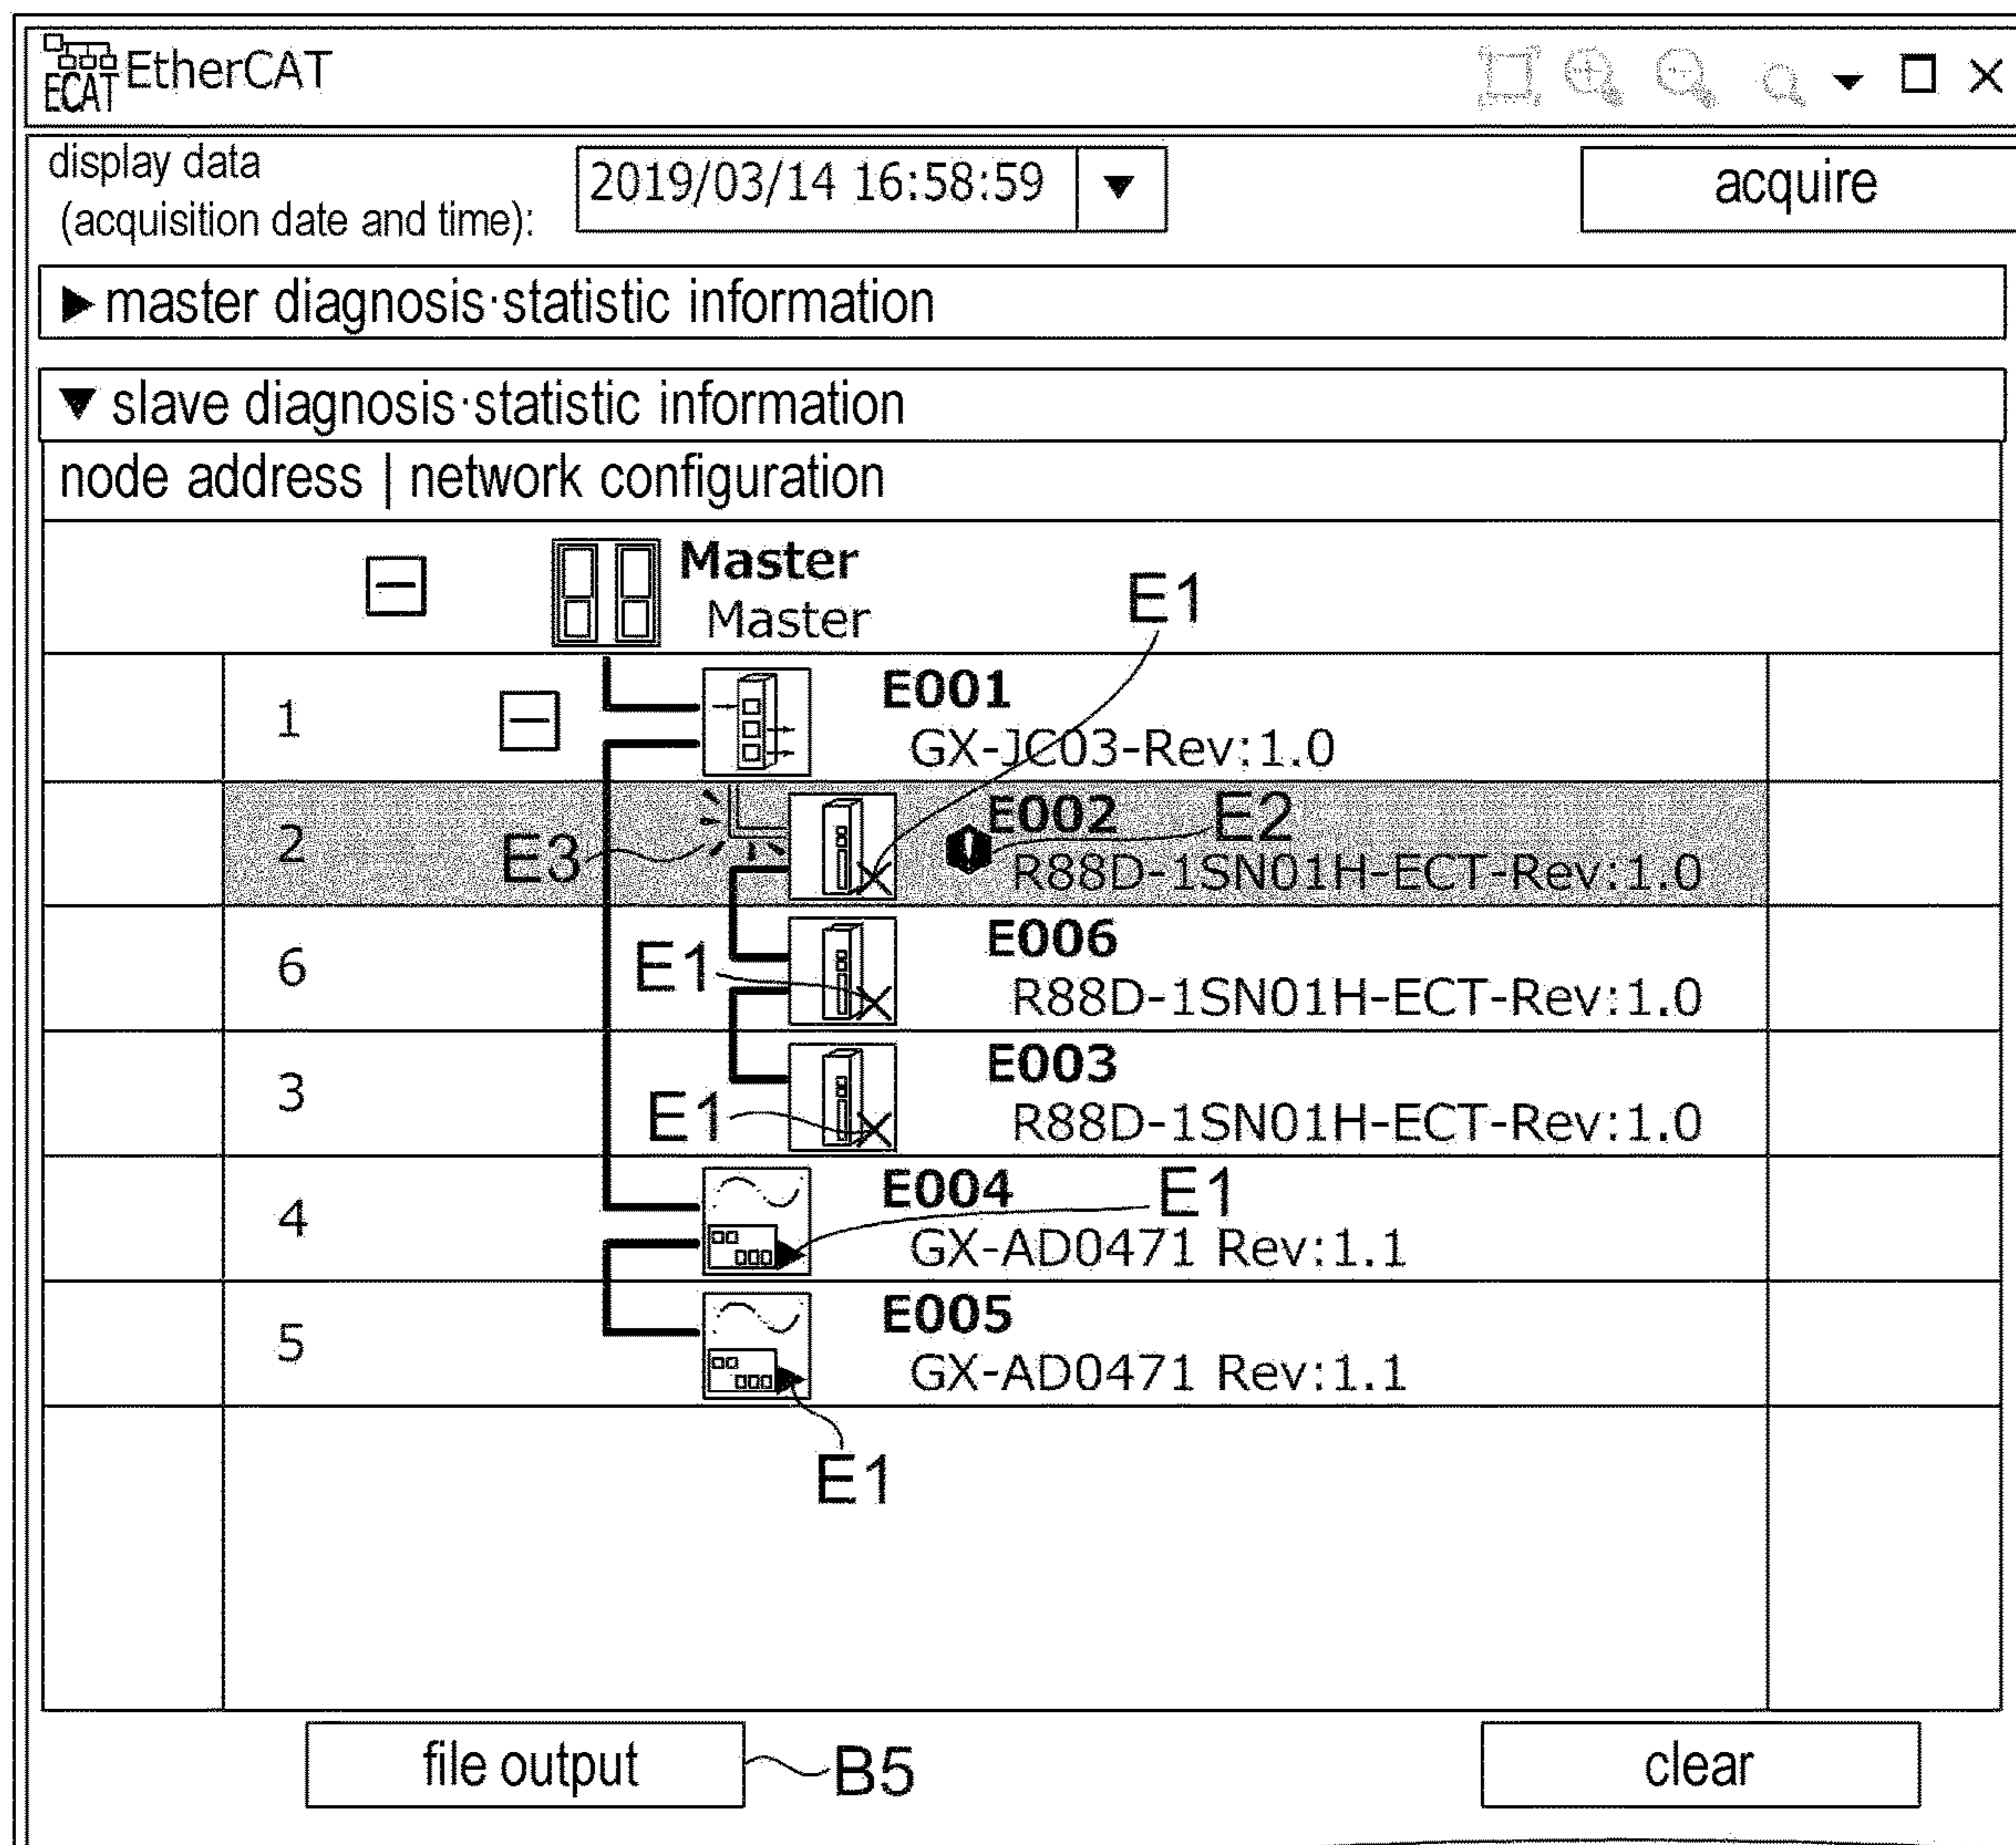 ECAT EtherCAT
display data
(acquisition date and time):
2019/03/14 16:58:59
acquire
master diagnosis·statistic information
slave diagnosis·statistic information
node address | network configuration
Master
Master
E1
1
E001
GX-JC03-Rev:1.0
2
E3
E002
E2
R88D-1SN01H-ECT-Rev:1.0
6
E1
E006
R88D-1SN01H-ECT-Rev:1.0
3
E1
E003
R88D-1SN01H-ECT-Rev:1.0
4
E004
E1
GX-AD0471 Rev:1.1
5
E005
GX-AD0471 Rev:1.1
E1
file output
B5
clear